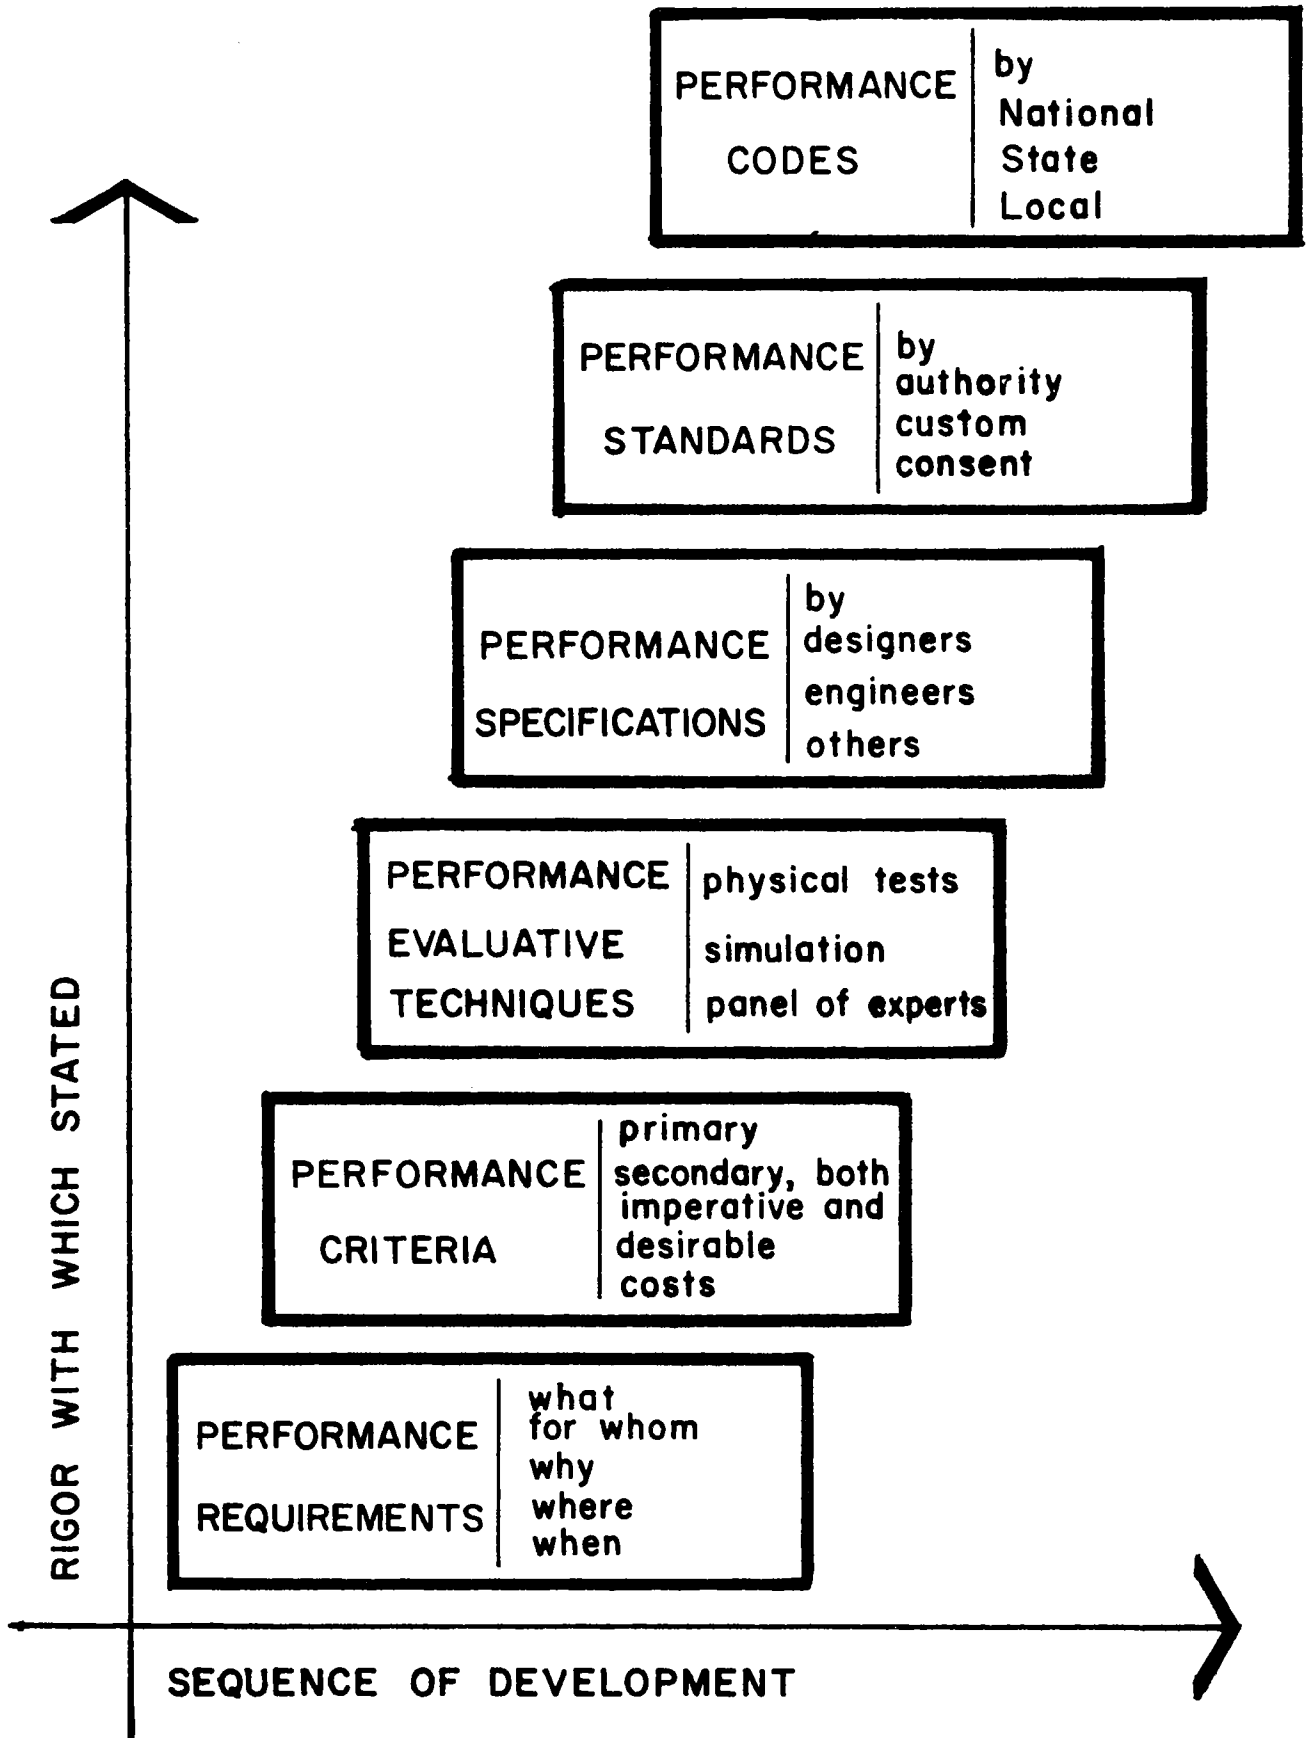 PERFORMANCE
CODES
by
National
State
Local
PERFORMANCE
STANDARDS
by
authority
custom
consent
PERFORMANCE
SPECIFICATIONS
by
designers
engineers
others
PERFORMANCE
EVALUATIVE
TECHNIQUES
physical tests
simulation
panel of experts
PERFORMANCE
CRITERIA
primary
secondary, both
imperative and
desirable
costs
PERFORMANCE
REQUIREMENTS
what
for whom
why
where
when
RIGOR WITH WHICH STATED
SEQUENCE OF DEVELOPMENT